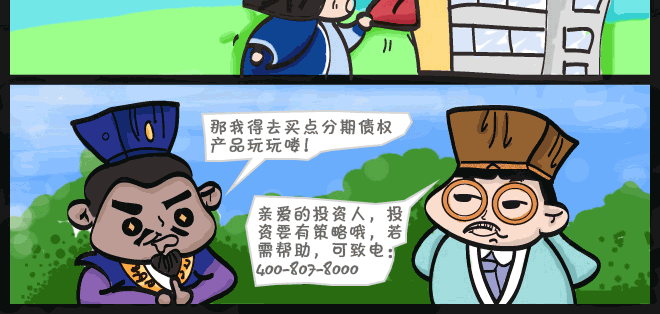 那我得去买点分期债权
产品玩玩喽!
亲爱的投资人，投
资要有策略哦，若
需帮助，可致电：
400-807-8000